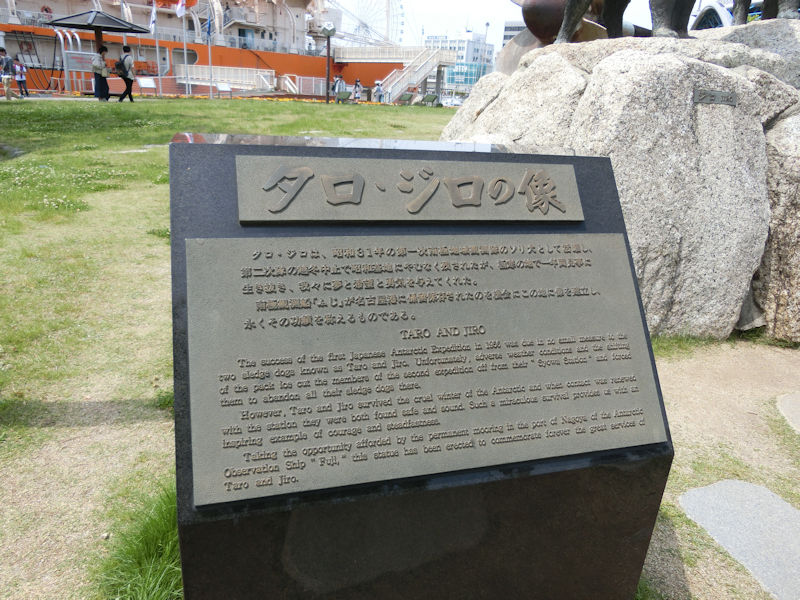 タロ・ジロの像
タロ・ジロは、昭和31年の第一次南極地域観測隊のソリ犬として活躍し、
第二次隊の越冬中止で昭和基地にやむなく残されたが、極寒の地で一年間見事に
生き抜き、我々に夢と希望と勇気を与えてくれた。
南極観測船「ふじ」が名古屋港に係留保存されたのを機会にこの地に像を建立し、
永くその功績を称えるものである。
TARO AND JIRO
The success of the first Japanese Antarctic Expedition in 1956 was due in no small measure to the
two sledge dogs known as Taro and Jiro. Unfortunately, adverse weather conditions and the shifting
of the pack ice cut the members of the second expedition off from their "Syowa Station" and forced
them to abandon all their sledge dogs there.
However, Taro and Jiro survived the cruel winter of the Antarctic and when contact was renewed
with the station they were both found safe and sound. Such a miraculous survival provides us with an
inspiring example of courage and steadfastness.
Taking the opportunity afforded by the permanent mooring in the port of Nagoya of the Antarctic
Observation Ship "Fuji," this statue has been erected to commemorate forever the great services of
Taro and Jiro.